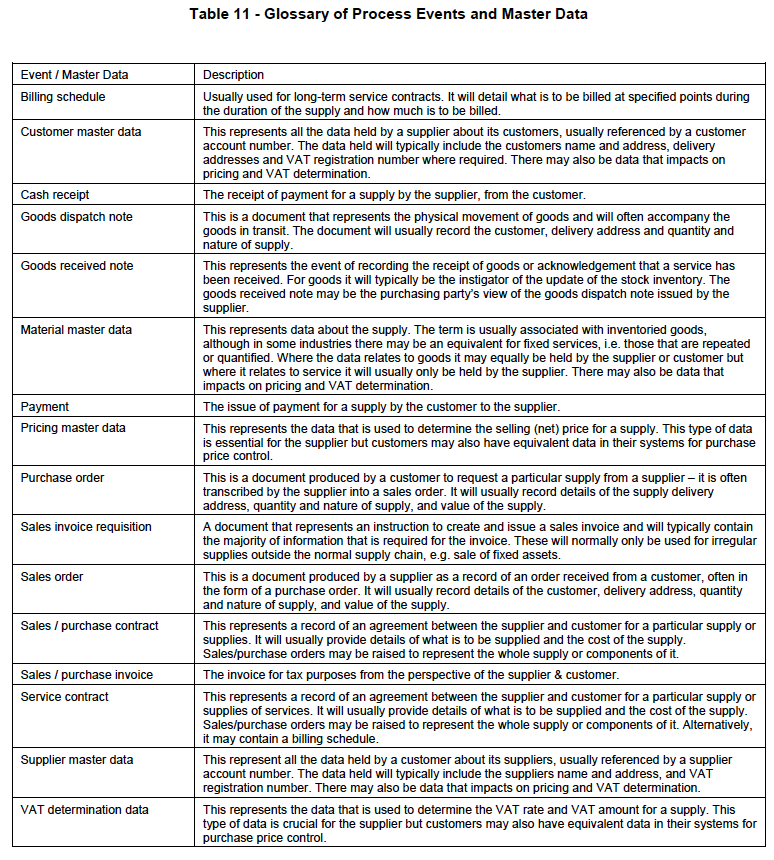 Table 11 - Glossary of Process Events and Master Data
Event / Master Data
Description
Billing schedule
Usually used for long-term service contracts. It will detail what is to be billed at specified points during
the duration of the supply and how much is to be billed.
Customer master data
This represents all the data held by a supplier about its customers, usually referenced by a customer
account number. The data held will typically include the customers name and address, delivery
addresses and VAT registration number where required. There may also be data that impacts on
pricing and VAT determination.
Cash receipt
The receipt of payment for a supply by the supplier, from the customer.
Goods dispatch note
This is a document that represents the physical movement of goods and will often accompany the
goods in transit. The document will usually record the customer, delivery address and quantity and
nature of supply.
Goods received note
This represents the event of recording the receipt of goods or acknowledgement that a service has
been received. For goods it will typically be the instigator of the update of the stock inventory. The
goods received note may be the purchasing party's view of the goods dispatch note issued by the
supplier.
Material master data
This represents data about the supply. The term is usually associated with inventoried goods,
although in some industries there may be an equivalent for fixed services, i.e. those that are repeated
or quantified. Where the data relates to goods it may equally be held by the supplier or customer but
where it relates to service it will usually only be held by the supplier. There may also be data that
impacts on pricing and VAT determination.
Payment
The issue of payment for a supply by the customer to the supplier.
Pricing master data
This represents the data that is used to determine the selling (net) price for a supply. This type of data
is essential for the supplier but customers may also have equivalent data in their systems for purchase
price control.
Purchase order
This is a document produced by a customer to request a particular supply from a supplier – it is often
transcribed by the supplier into a sales order. It will usually record details of the supply delivery
address, quantity and nature of supply, and value of the supply.
Sales invoice requisition
A document that represents an instruction to create and issue a sales invoice and will typically contain
the majority of information that is required for the invoice. These will normally only be used for irregular
supplies outside the normal supply chain, e.g. sale of fixed assets.
Sales order
This is a document produced by a supplier as a record of an order received from a customer, often in
the form of a purchase order. It will usually record details of the customer, delivery address, quantity
and nature of supply, and value of the supply.
Sales / purchase contract
This represents a record of an agreement between the supplier and customer for a particular supply or
supplies. It will usually provide details of what is to be supplied and the cost of the supply.
Sales/purchase orders may be raised to represent the whole supply or components of it.
Sales / purchase invoice
The invoice for tax purposes from the perspective of the supplier & customer.
Service contract
This represents a record of an agreement between the supplier and customer for a particular supply or
supplies of services. It will usually provide details of what is to be supplied and the cost of the supply.
Sales/purchase orders may be raised to represent the whole supply or components of it. Alternatively,
it may contain a billing schedule.
Supplier master data
This represent all the data held by a customer about its suppliers, usually referenced by a supplier
account number. The data held will typically include the suppliers name and address, and VAT
registration number. There may also be data that impacts on pricing and VAT determination.
VAT determination data
This represents the data that is used to determine the VAT rate and VAT amount for a supply. This
type of data is crucial for the supplier but customers may also have equivalent data in their systems for
purchase price control.